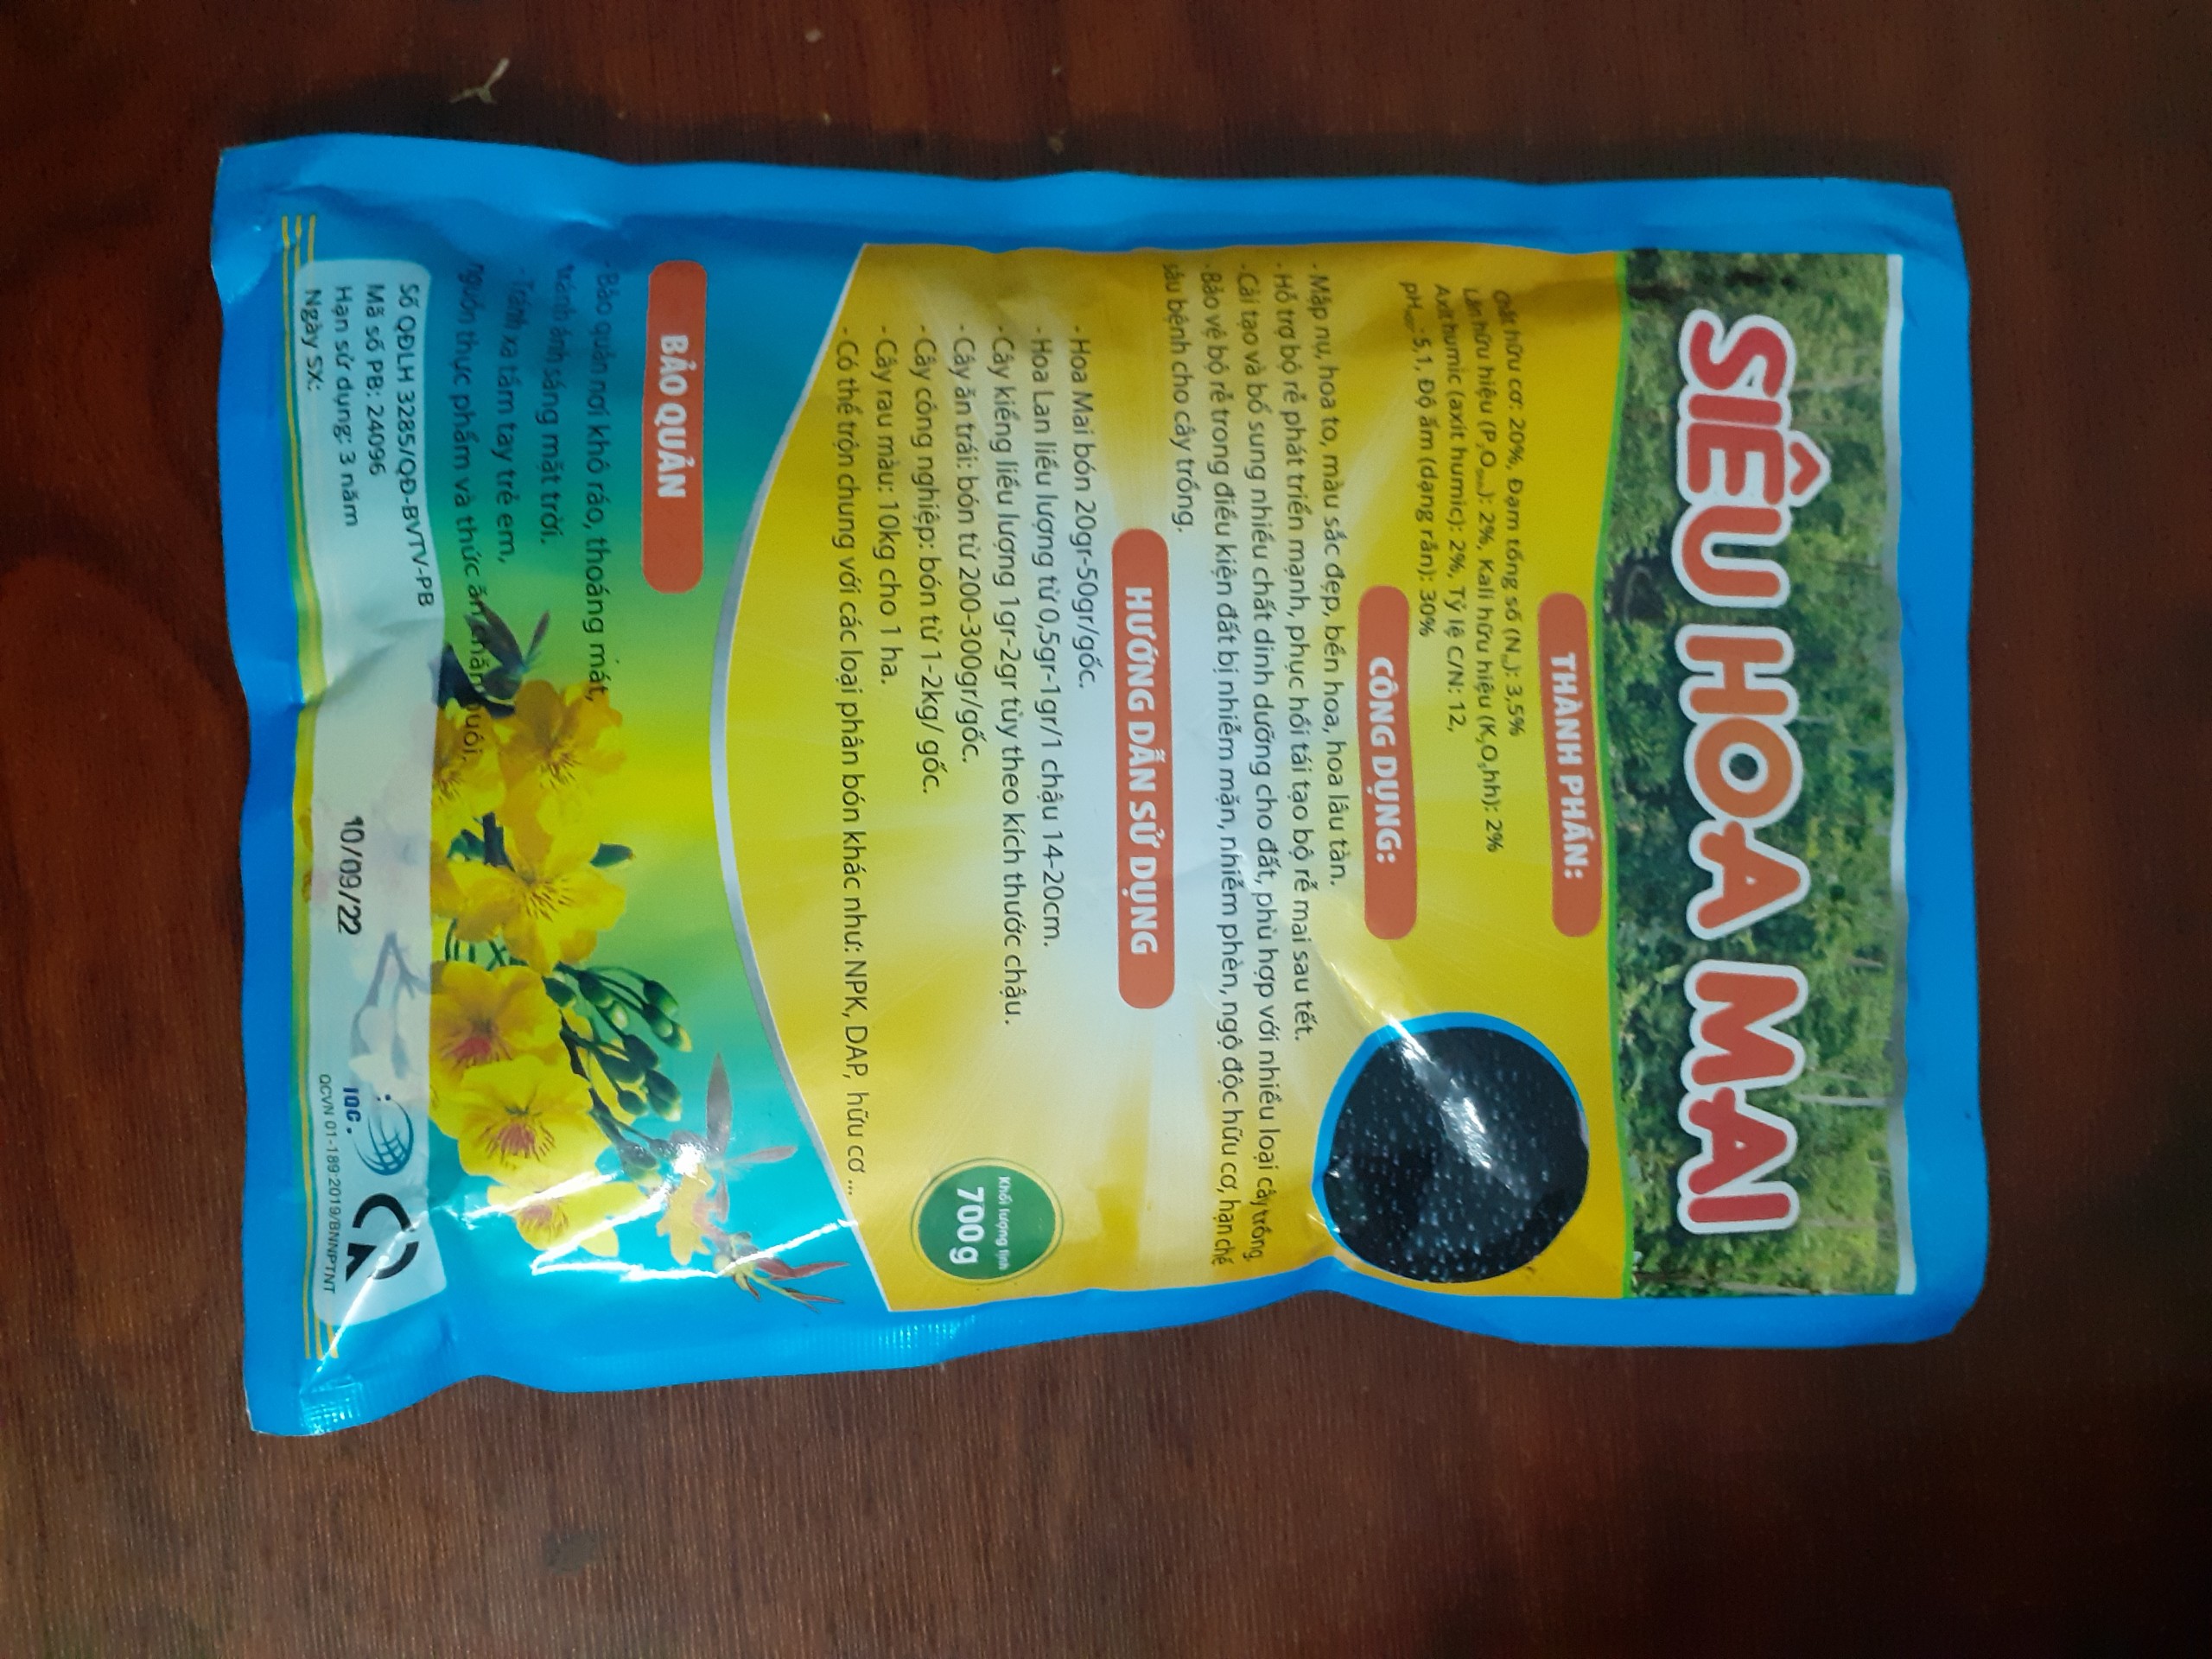 SIÊU HOA MAI
THÀNH PHẦN:
Chất hữu cơ: 20%, Đạm tổng số (Nts): 3,5%
Lân hữu hiệu (P₂O₅hh): 2%, Kali hữu hiệu (K₂O₅hh): 2%
Axit humic (axit humic): 2%, Tỷ lệ C/N: 12,
pH: 5,1, Độ ẩm (dạng rắn): 30%
CÔNG DỤNG:
- Mập nụ, hoa to, màu sắc đẹp, bền hoa, hoa lâu tàn.
- Hỗ trợ bộ rễ phát triển mạnh, phục hồi tái tạo bộ rễ mai sau tết.
- Cải tạo và bổ sung nhiều chất dinh dưỡng cho đất, phù hợp với nhiều loại cây trồng.
- Bảo vệ bộ rễ trong điều kiện đất bị nhiễm mặn, nhiễm phèn, ngộ độc hữu cơ, hạn chế
sâu bệnh cho cây trồng.
HƯỚNG DẪN SỬ DỤNG
- Hoa Mai bón 20gr-50gr/gốc.
- Hoa Lan liều lượng từ 0,5gr-1gr/1 chậu 14-20cm.
- Cây kiểng liều lượng 1gr-2gr tùy theo kích thước chậu.
- Cây ăn trái: bón từ 200-300gr/gốc.
- Cây công nghiệp: bón từ 1-2kg/ gốc.
- Cây rau màu: 10kg cho 1 ha.
- Có thể trộn chung với các loại phân bón khác như: NPK, DAP, hữu cơ ...
Khối lượng tịnh
700g
BẢO QUẢN
- Bảo quản nơi khô ráo, thoáng mát,
tránh ánh sáng mặt trời.
- Tránh xa tầm tay trẻ em,
nguồn thực phẩm và thức ăn chăn nuôi.
Số QĐLH 3285/QĐ-BVTV-PB
Mã số PB: 24096
Hạn sử dụng: 3 năm
Ngày SX:
10/09/22
IQC.
CR
QCVN 01-189:2019/BNNPTNT